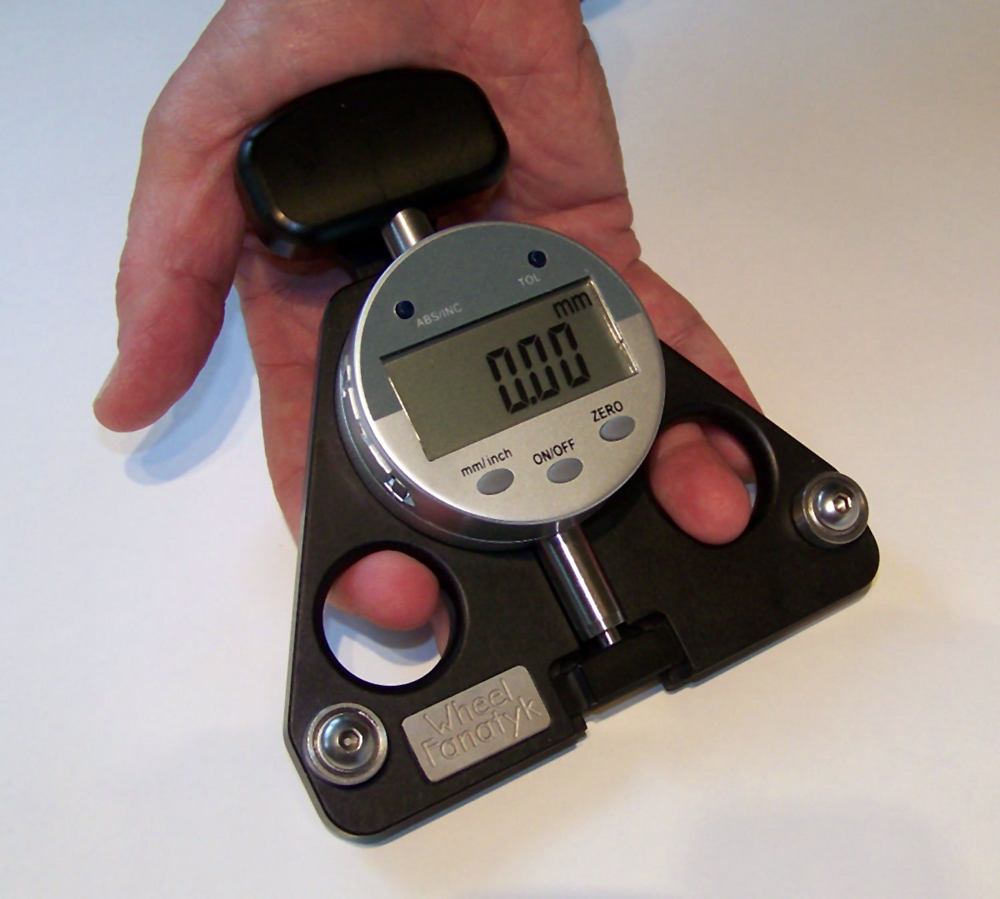 TOL
ABS/INC
mm
0.00
ZERO
ON/OFF
mm/inch
Wheel
Fanatyk